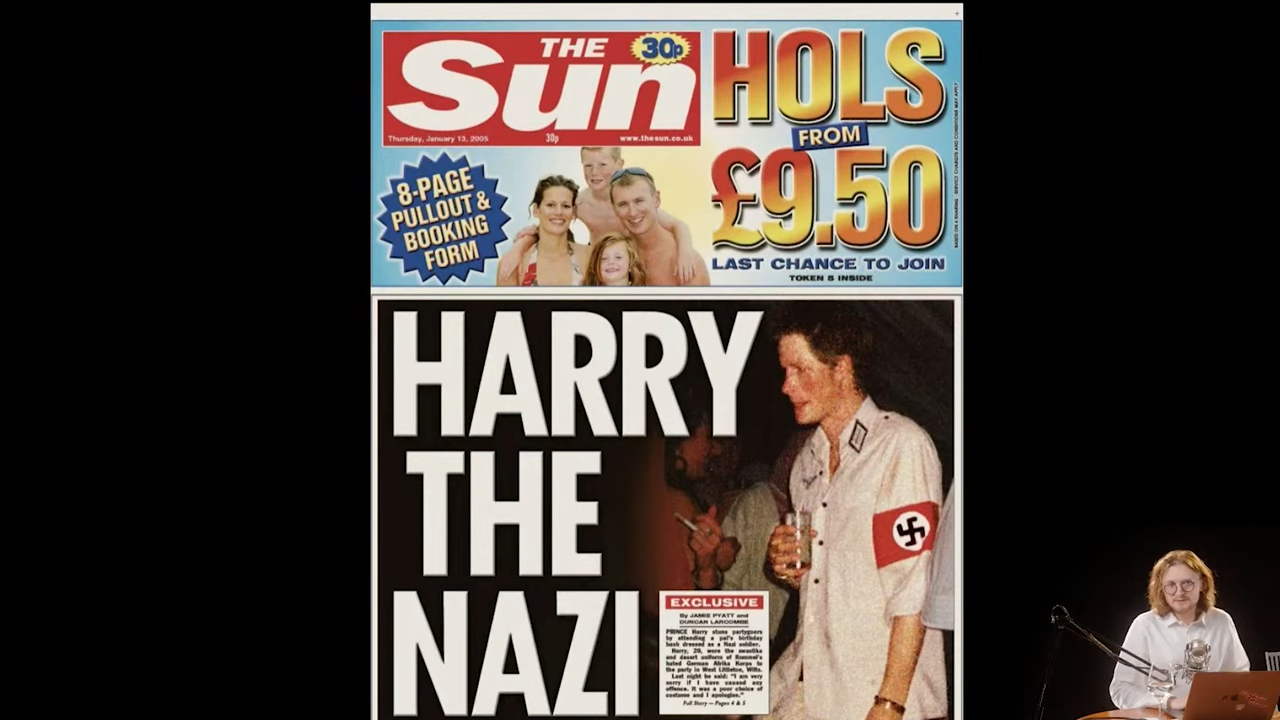 THE
Sun
30p
Thursday, January 13, 2005
30p
www.thesun.co.uk
8-PAGE
PULLOUT &
BOOKING
FORM
HOLS
FROM
£9.50
LAST CHANCE TO JOIN
TOKEN 5 INSIDE
HARRY
THE
NAZI
EXCLUSIVE
By JAMIE PYATT and
DUNCAN LARCOMBE
PRINCE Harry stuns partygoers
by attending a pal's birthday
bash dressed as a Nazi soldier.
Harry, 20, wore the swastika
and desert uniform of Rommel's
hated German Afrika Korps to
the party in West Littleton, Wilts.
Last night he said: "I am very
sorry if I have caused any
offence. It was a poor choice of
costume and I apologise."
Full Story — Pages 4 & 5